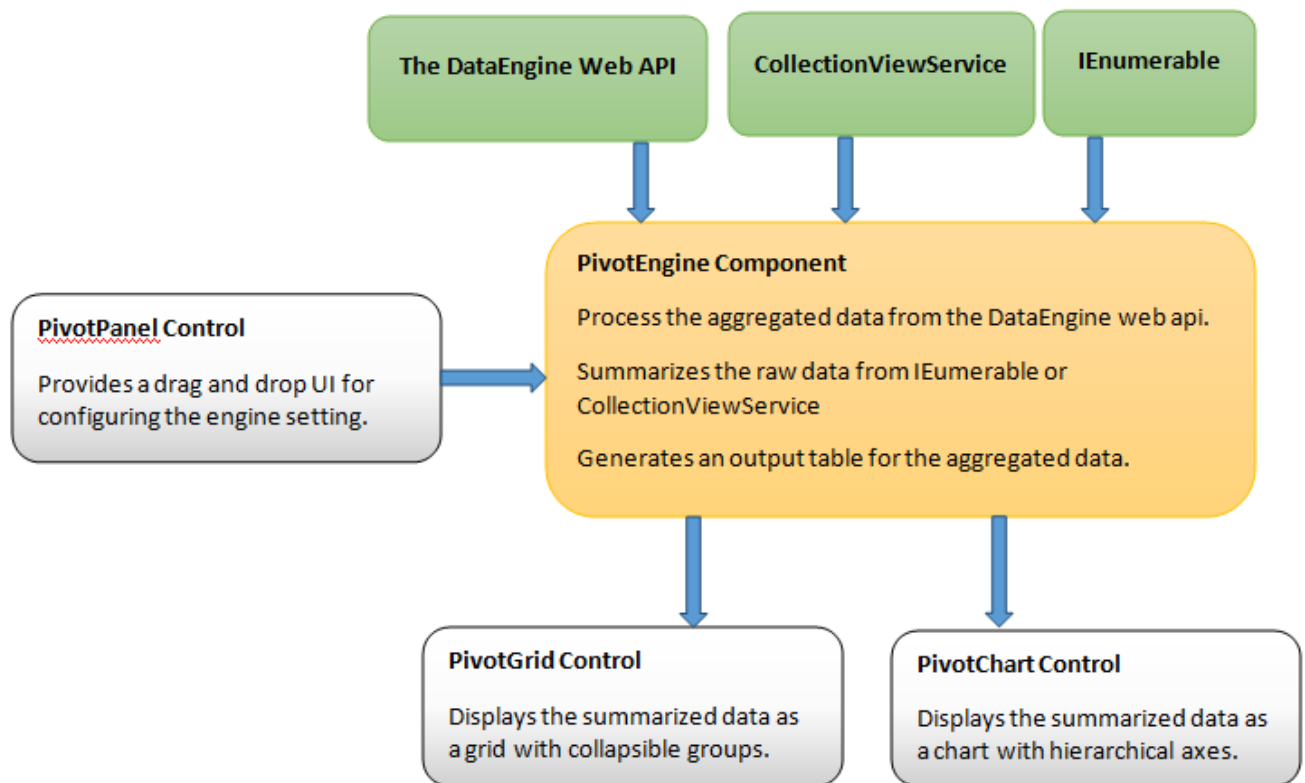 The DataEngine Web API
CollectionViewService
IEnumerable
PivotEngine Component
Process the aggregated data from the DataEngine web api.
Summarizes the raw data from IEumerable or
CollectionViewService
Generates an output table for the aggregated data.
PivotPanel Control
Provides a drag and drop UI for
configuring the engine setting.
PivotGrid Control
Displays the summarized data as
a grid with collapsible groups.
PivotChart Control
Displays the summarized data as
a chart with hierarchical axes.